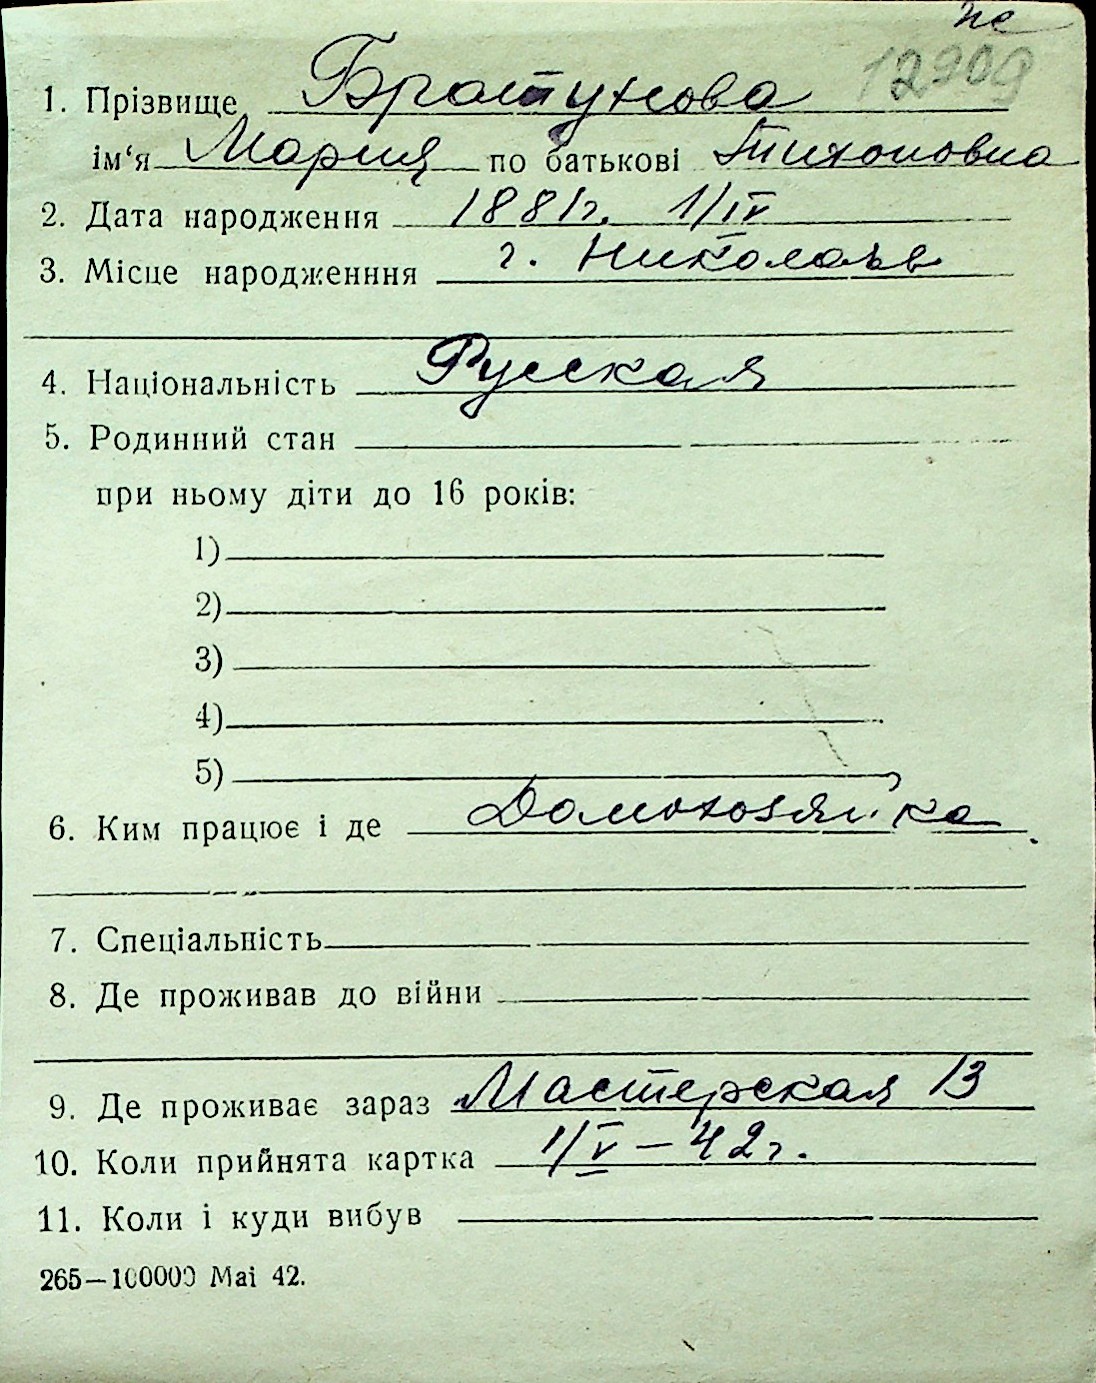 же
12909
1. Прізвище Братухова
ім‘я Мария по батькові Тихоновна
2. Дата народження 1881г. 1/IV
3. Місце народженння г. Николаев
4. Національність Русская
5. Родинний стан
при ньому діти до 16 років:
1)
2)
3)
4)
5)
6. Ким працює і де Домохозяйка
7. Спеціальність
8. Де проживав до війни
9. Де проживає зараз Мастерская 13
10. Коли прийнята картка 1/V – 42г.
11. Коли і куди вибув
265—100000 Mai 42.